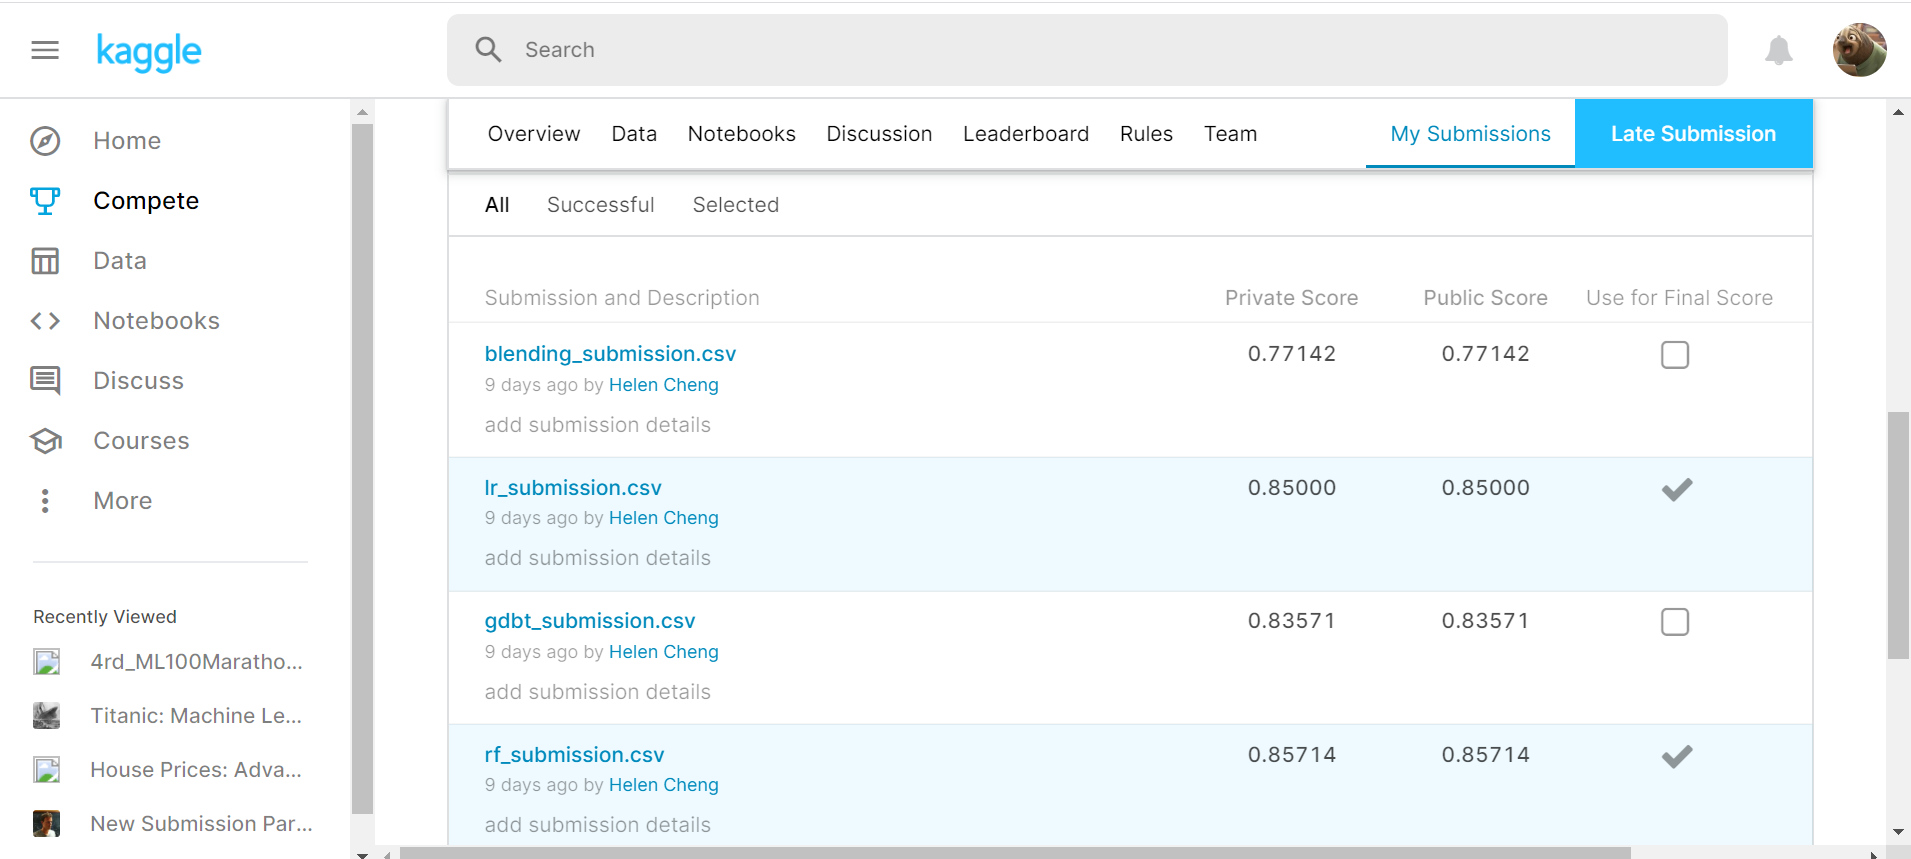 kaggle
Search
Home
Compete
Data
Notebooks
Discuss
Courses
More
Recently Viewed
4rd_ML100Maratho...
Titanic: Machine Le...
House Prices: Adva...
New Submission Par...
Overview Data Notebooks Discussion Leaderboard Rules Team My Submissions Late Submission
All Successful Selected
Submission and Description Private Score Public Score Use for Final Score
blending_submission.csv 0.77142 0.77142
9 days ago by Helen Cheng
add submission details
lr_submission.csv 0.85000 0.85000
9 days ago by Helen Cheng
add submission details
gdbt_submission.csv 0.83571 0.83571
9 days ago by Helen Cheng
add submission details
rf_submission.csv 0.85714 0.85714
9 days ago by Helen Cheng
add submission details